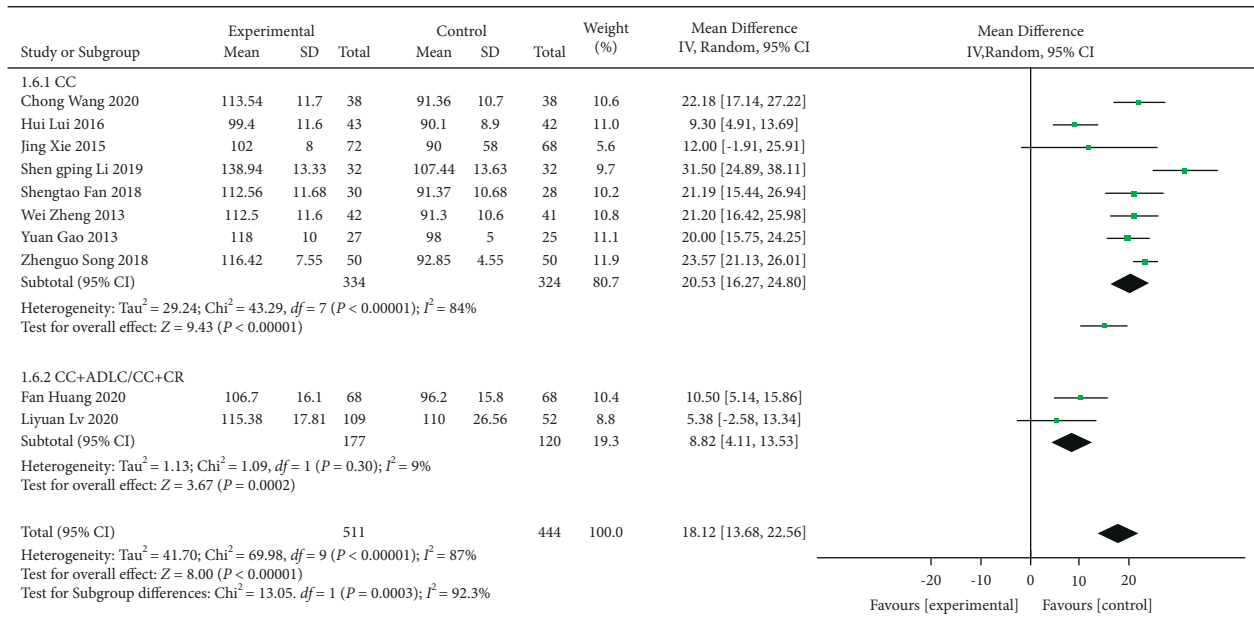 Experimental Control Weight Mean Difference Mean Difference
Study or Subgroup Mean SD Total Mean SD Total (%) IV, Random, 95% CI IV,Random, 95% CI
1.6.1 CC
Chong Wang 2020 113.54 11.7 38 91.36 10.7 38 10.6 22.18 [17.14, 27.22]
Hui Lui 2016 99.4 11.6 43 90.1 8.9 42 11.0 9.30 [4.91, 13.69]
Jing Xie 2015 102 8 72 90 58 68 5.6 12.00 [-1.91, 25.91]
Shen gping Li 2019 138.94 13.33 32 107.44 13.63 32 9.7 31.50 [24.89, 38.11]
Shengtao Fan 2018 112.56 11.68 30 91.37 10.68 28 10.2 21.19 [15.44, 26.94]
Wei Zheng 2013 112.5 11.6 42 91.3 10.6 41 10.8 21.20 [16.42, 25.98]
Yuan Gao 2013 118 10 27 98 5 25 11.1 20.00 [15.75, 24.25]
Zhenguo Song 2018 116.42 7.55 50 92.85 4.55 50 11.9 23.57 [21.13, 26.01]
Subtotal (95% CI) 334 324 80.7 20.53 [16.27, 24.80]
Heterogeneity: Tau² = 29.24; Chi² = 43.29, df = 7 (P < 0.00001); I² = 84%
Test for overall effect: Z = 9.43 (P < 0.00001)
1.6.2 CC+ADLC/CC+CR
Fan Huang 2020 106.7 16.1 68 96.2 15.8 68 10.4 10.50 [5.14, 15.86]
Liyuan Lv 2020 115.38 17.81 109 110 26.56 52 8.8 5.38 [-2.58, 13.34]
Subtotal (95% CI) 177 120 19.3 8.82 [4.11, 13.53]
Heterogeneity: Tau² = 1.13; Chi² = 1.09, df = 1 (P = 0.30); I² = 9%
Test for overall effect: Z = 3.67 (P = 0.0002)
Total (95% CI) 511 444 100.0 18.12 [13.68, 22.56]
Heterogeneity: Tau² = 41.70; Chi² = 69.98, df = 9 (P < 0.00001); I² = 87%
Test for overall effect: Z = 8.00 (P < 0.00001)
Test for Subgroup differences: Chi² = 13.05. df = 1 (P = 0.0003); I² = 92.3%
-20 -10 0 10 20
Favours [experimental] Favours [control]